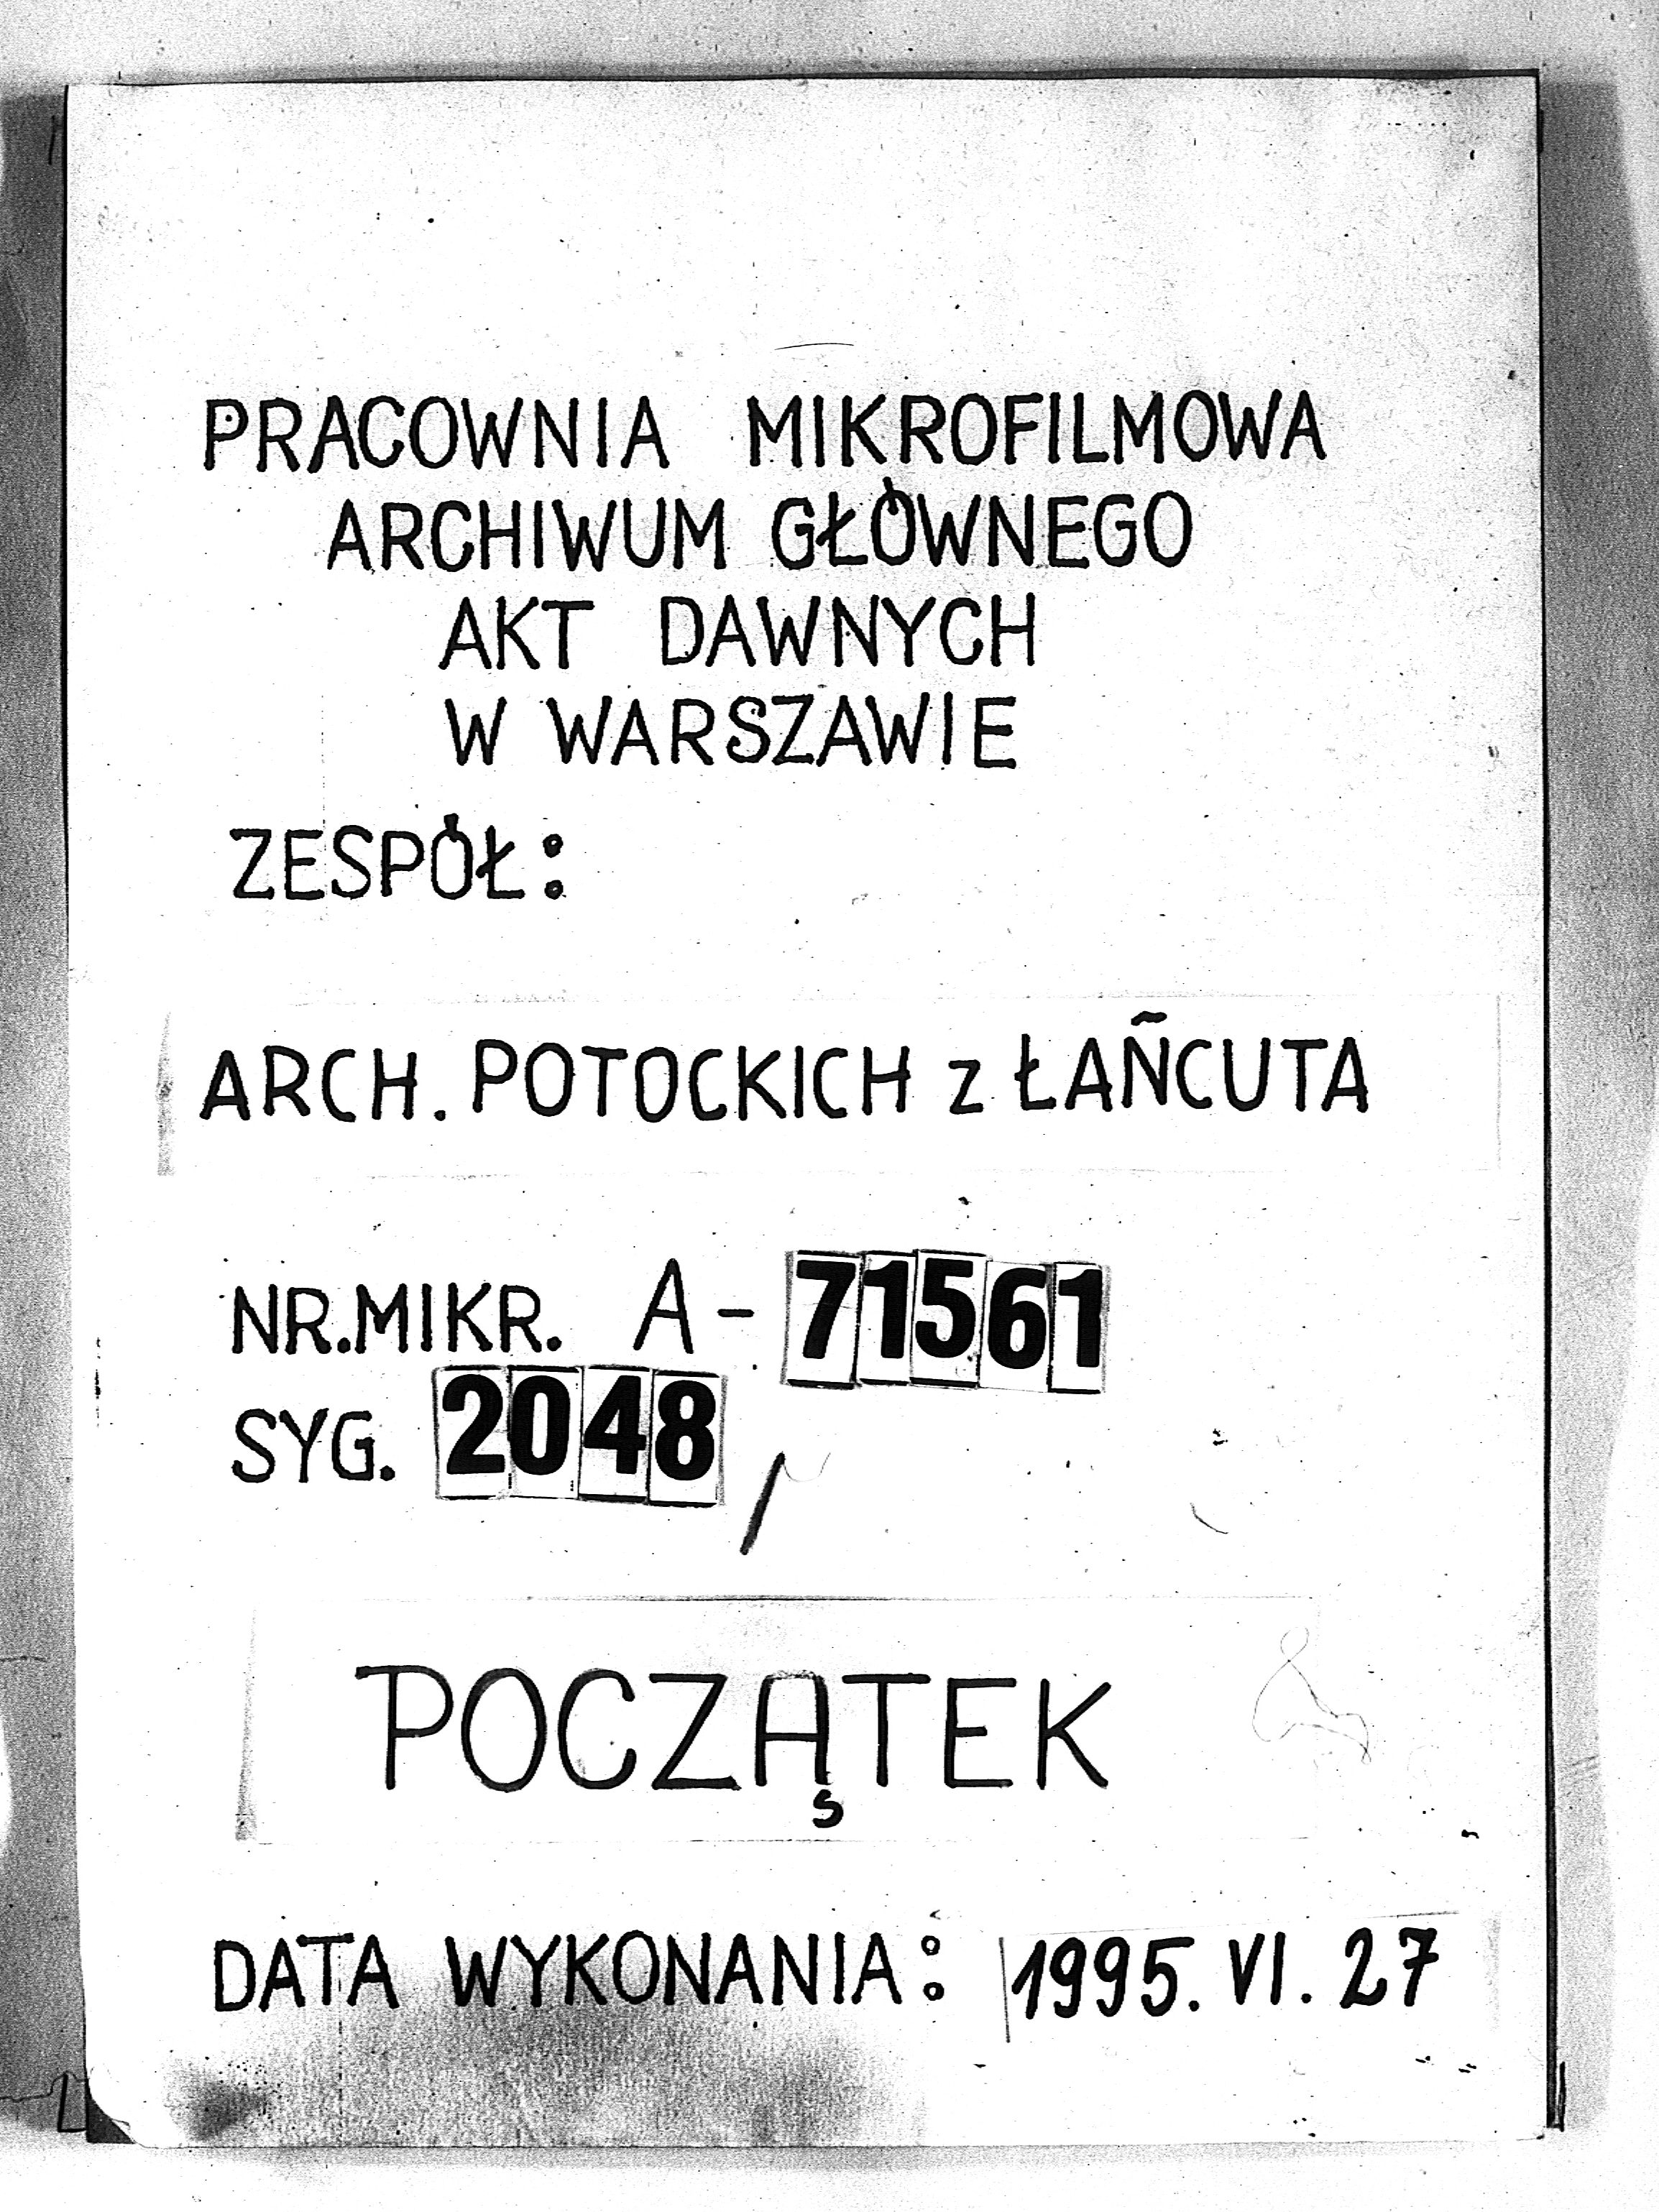 PRACOWNIA MIKROFILMOWA
ARCHIWUM GŁÓWNEGO
AKT DAWNYCH
W WARSZAWIE
ZESPÓŁ:
ARCH. POTOCKICH z ŁAŃCUTA
NR.MIKR. A-71561
SYG. 2048
POCZĄTEK
DATA WYKONANIA: 1995. VI. 27